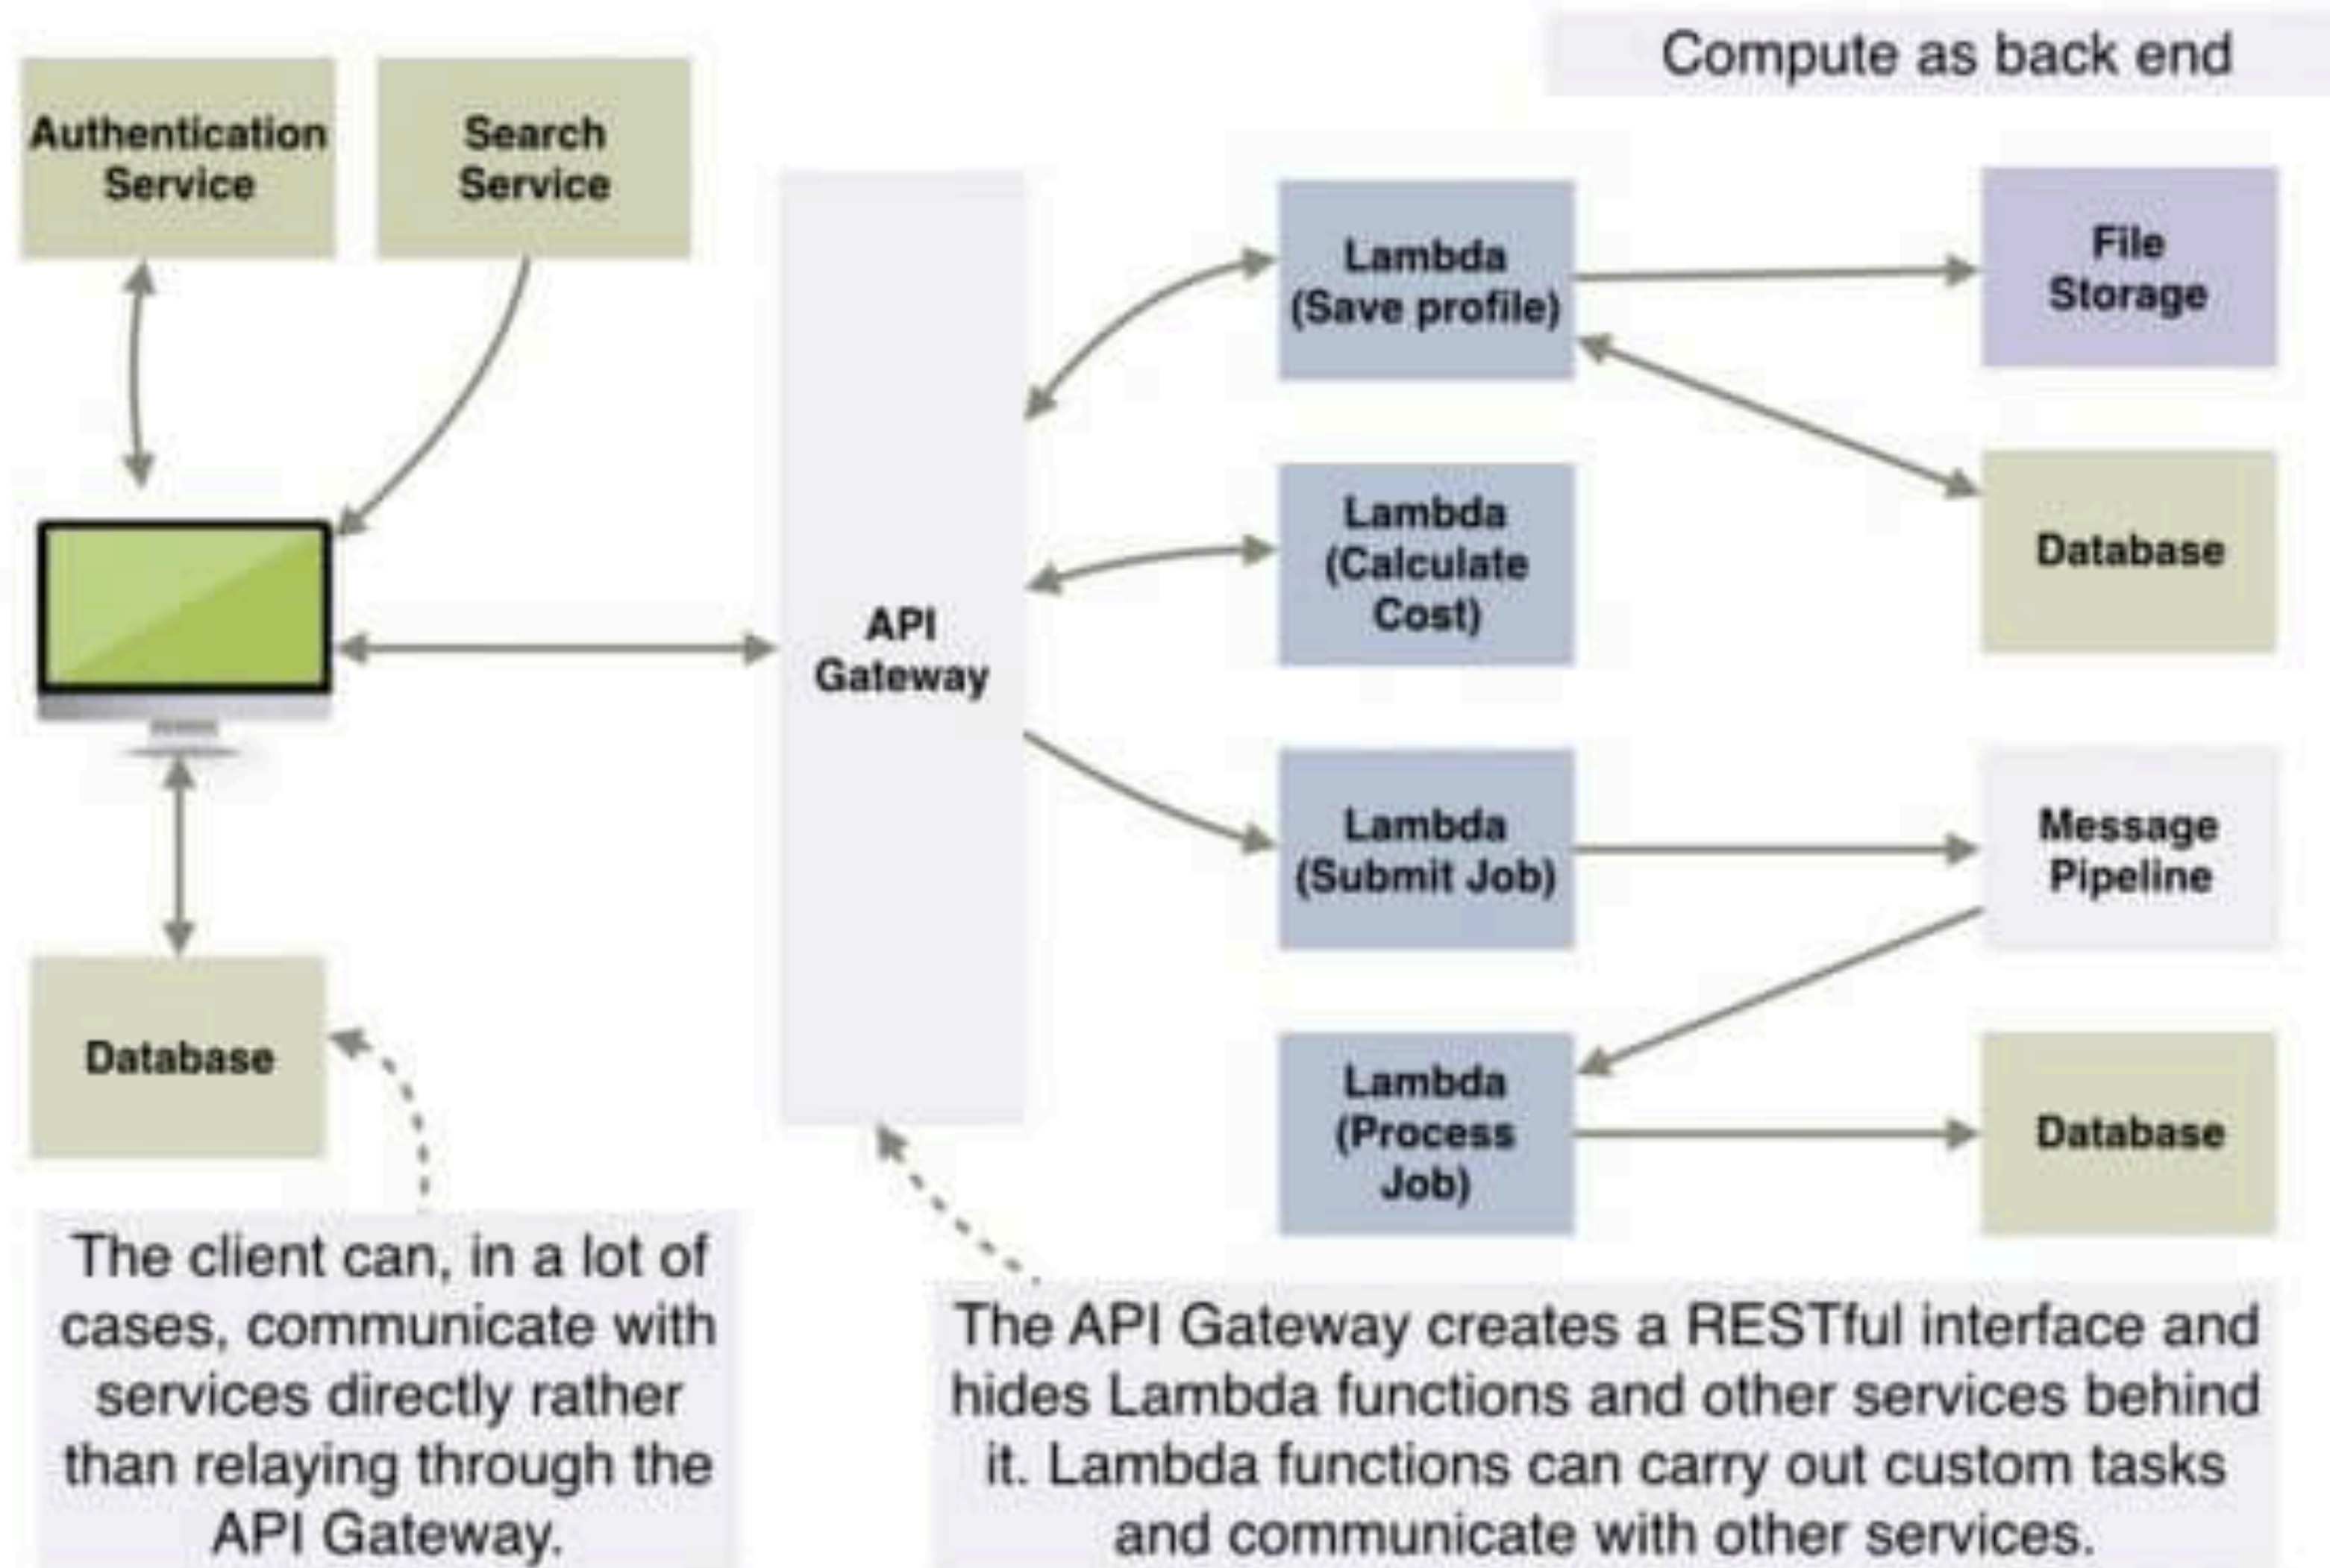 Compute as back end
Authentication
Service
Search
Service
API
Gateway
Lambda
(Save profile)
Lambda
(Calculate
Cost)
Lambda
(Submit Job)
Lambda
(Process
Job)
File
Storage
Database
Message
Pipeline
Database
Database
The client can, in a lot of
cases, communicate with
services directly rather
than relaying through the
API Gateway.
The API Gateway creates a RESTful interface and
hides Lambda functions and other services behind
it. Lambda functions can carry out custom tasks
and communicate with other services.